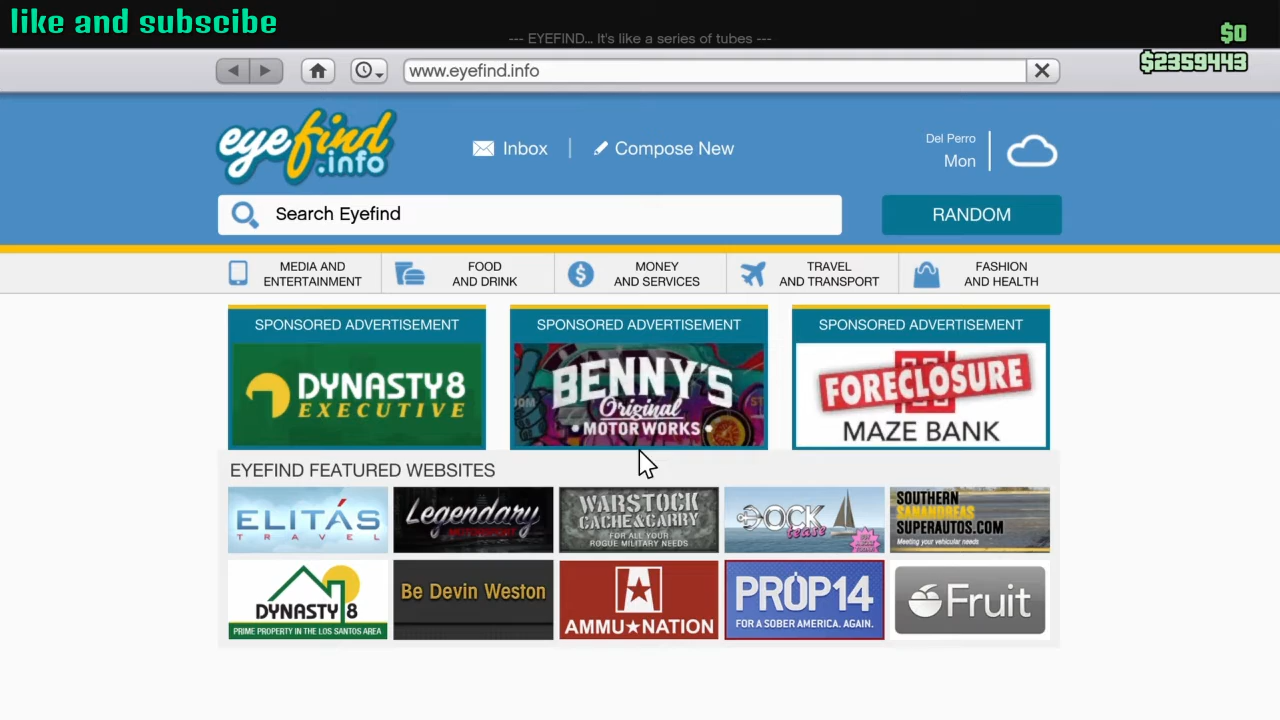 like and subscibe
--- EYEFIND... It's like a series of tubes ---
$0
$2359443
www.eyefind.info
eyefind.info
Inbox
Compose New
Del Perro
Mon
Search Eyefind
RANDOM
MEDIA AND
ENTERTAINMENT
FOOD
AND DRINK
MONEY
AND SERVICES
TRAVEL
AND TRANSPORT
FASHION
AND HEALTH
SPONSORED ADVERTISEMENT
DYNASTY8
EXECUTIVE
SPONSORED ADVERTISEMENT
BENNY'S
Original
MOTORWORKS
SPONSORED ADVERTISEMENT
FORECLOSURE
MAZE BANK
EYEFIND FEATURED WEBSITES
ELITÁS
TRAVEL
Legendary
MOTORSPORT
WARSTOCK
CACHE&CARRY
FOR ALL YOUR
ROGUE MILITARY NEEDS
DOCK
tease
SOUTHERN
SANANDREAS
SUPERAUTOS.COM
Meeting your vehicular needs
DYNASTY8
PRIME PROPERTY IN THE LOS SANTOS AREA
Be Devin Weston
AMMU★NATION
PROP14
FOR A SOBER AMERICA. AGAIN.
Fruit